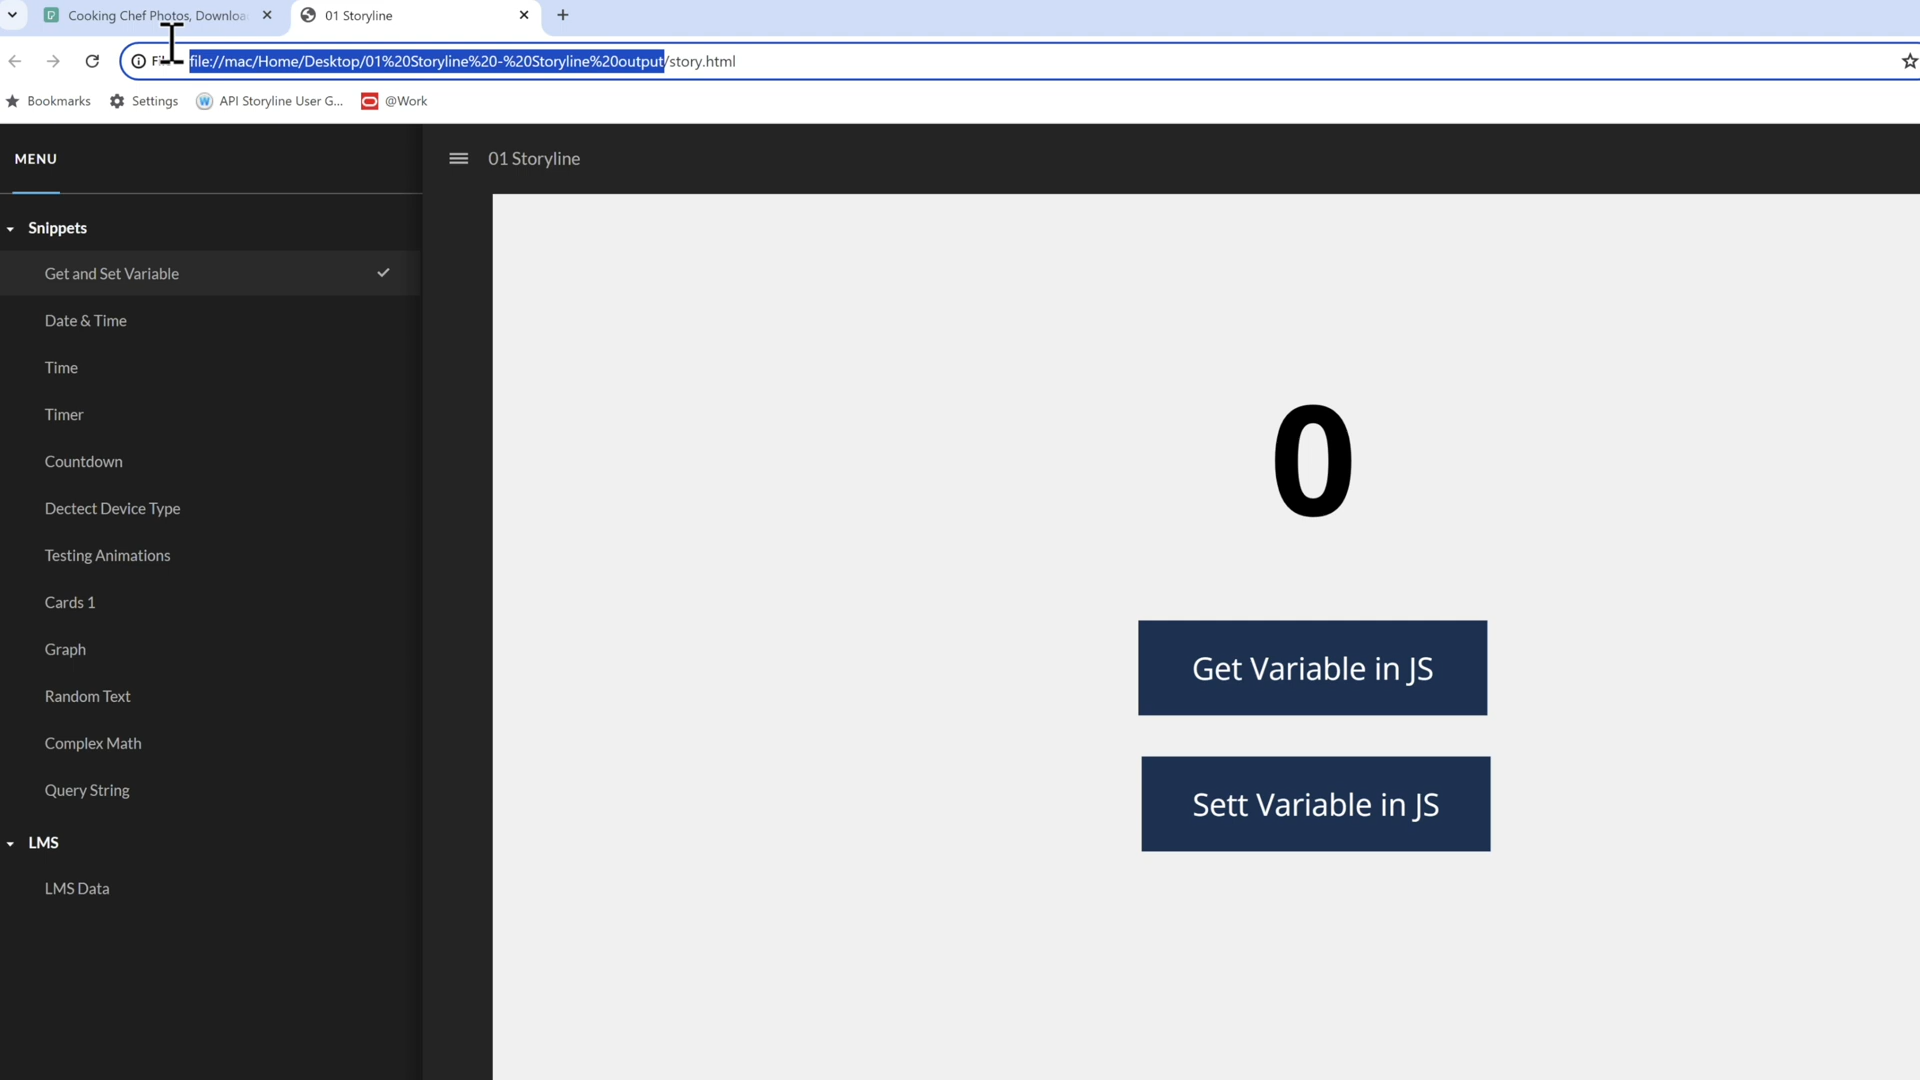 Cooking Chef Photos, Downloa
01 Storyline
file://mac/Home/Desktop/01%20Storyline%20-%20Storyline%20output/story.html
Bookmarks
Settings
API Storyline User G...
@Work
MENU
01 Storyline
Snippets
Get and Set Variable
Date & Time
Time
Timer
Countdown
Dectect Device Type
Testing Animations
Cards 1
Graph
Random Text
Complex Math
Query String
LMS
LMS Data
0
Get Variable in JS
Sett Variable in JS